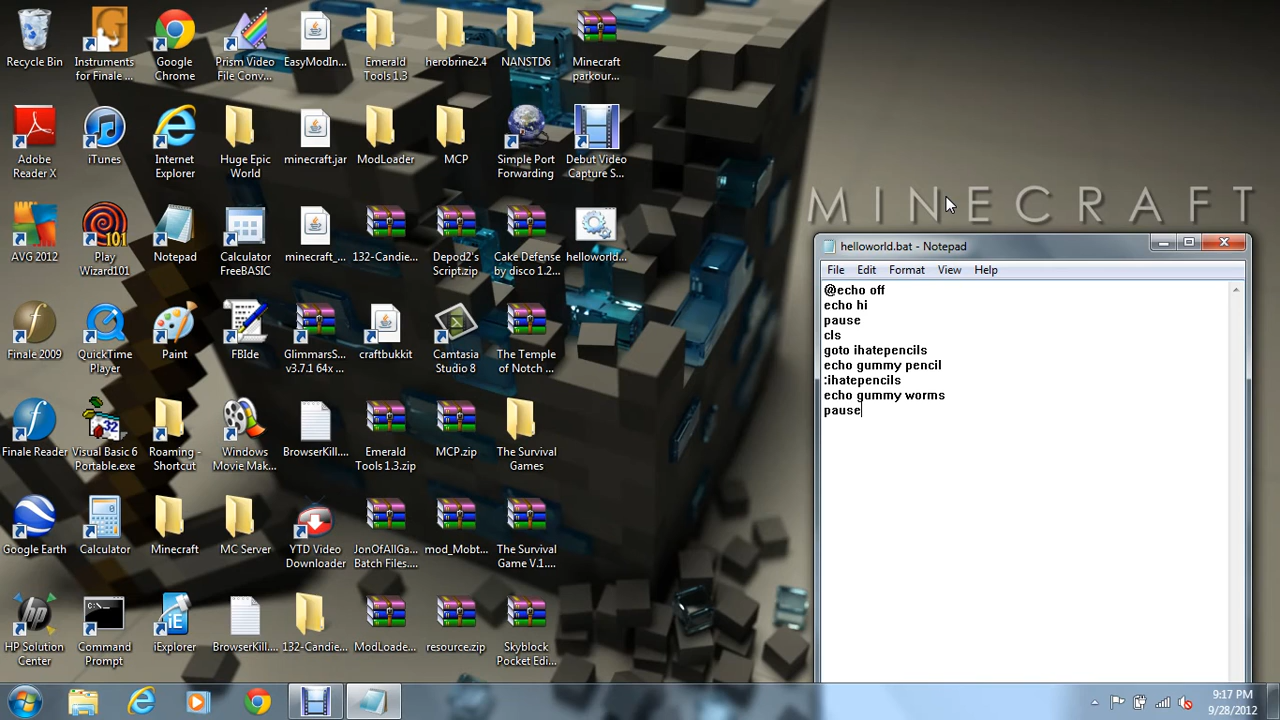 Recycle Bin
Instruments
for Finale ...
Google
Chrome
Prism Video
File Conv...
EasyModIn...
Emerald
Tools 1.3
herobrine2.4
NANSTD6
Minecraft
parkour...
Adobe
Reader X
iTunes
Internet
Explorer
Huge Epic
World
minecraft.jar
ModLoader
MCP
Simple Port
Forwarding
Debut Video
Capture S...
AVG 2012
101
Play
Wizard101
Notepad
Calculator
FreeBASIC
minecraft_...
132-Candie...
Depod2's
Script.zip
Cake Defense
by disco 1.2...
helloworld...
Finale 2009
QuickTime
Player
Paint
FBIde
GlimmarsS...
v3.7.1 64x ...
craftbukkit
Camtasia
Studio 8
The Temple
of Notch ...
Finale Reader
Visual Basic 6
Portable.exe
Roaming -
Shortcut
Windows
Movie Mak...
BrowserKill....
Emerald
Tools 1.3.zip
MCP.zip
The Survival
Games
Google Earth
Calculator
Minecraft
MC Server
YTD Video
Downloader
JonOfAllGa...
Batch Files....
mod_Mobt...
The Survival
Game V.1....
HP Solution
Center
Command
Prompt
iExplorer
BrowserKill....
132-Candie...
ModLoade...
resource.zip
Skyblock
Pocket Edi...
MINECRAFT
helloworld.bat - Notepad
File Edit Format View Help
@echo off
echo hi
pause
cls
goto ihatepencils
echo gummy pencil
:ihatepencils
echo gummy worms
pause
9:17 PM
9/28/2012